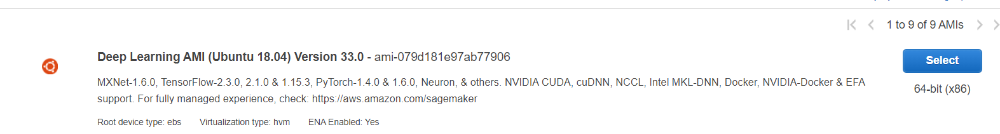 1 to 9 of 9 AMIs
Deep Learning AMI (Ubuntu 18.04) Version 33.0 - ami-079d181e97ab77906
Select
MXNet-1.6.0, TensorFlow-2.3.0, 2.1.0 & 1.15.3, PyTorch-1.4.0 & 1.6.0, Neuron, & others. NVIDIA CUDA, cuDNN, NCCL, Intel MKL-DNN, Docker, NVIDIA-Docker & EFA
64-bit (x86)
support. For fully managed experience, check: https://aws.amazon.com/sagemaker
Root device type: ebs Virtualization type: hvm ENA Enabled: Yes